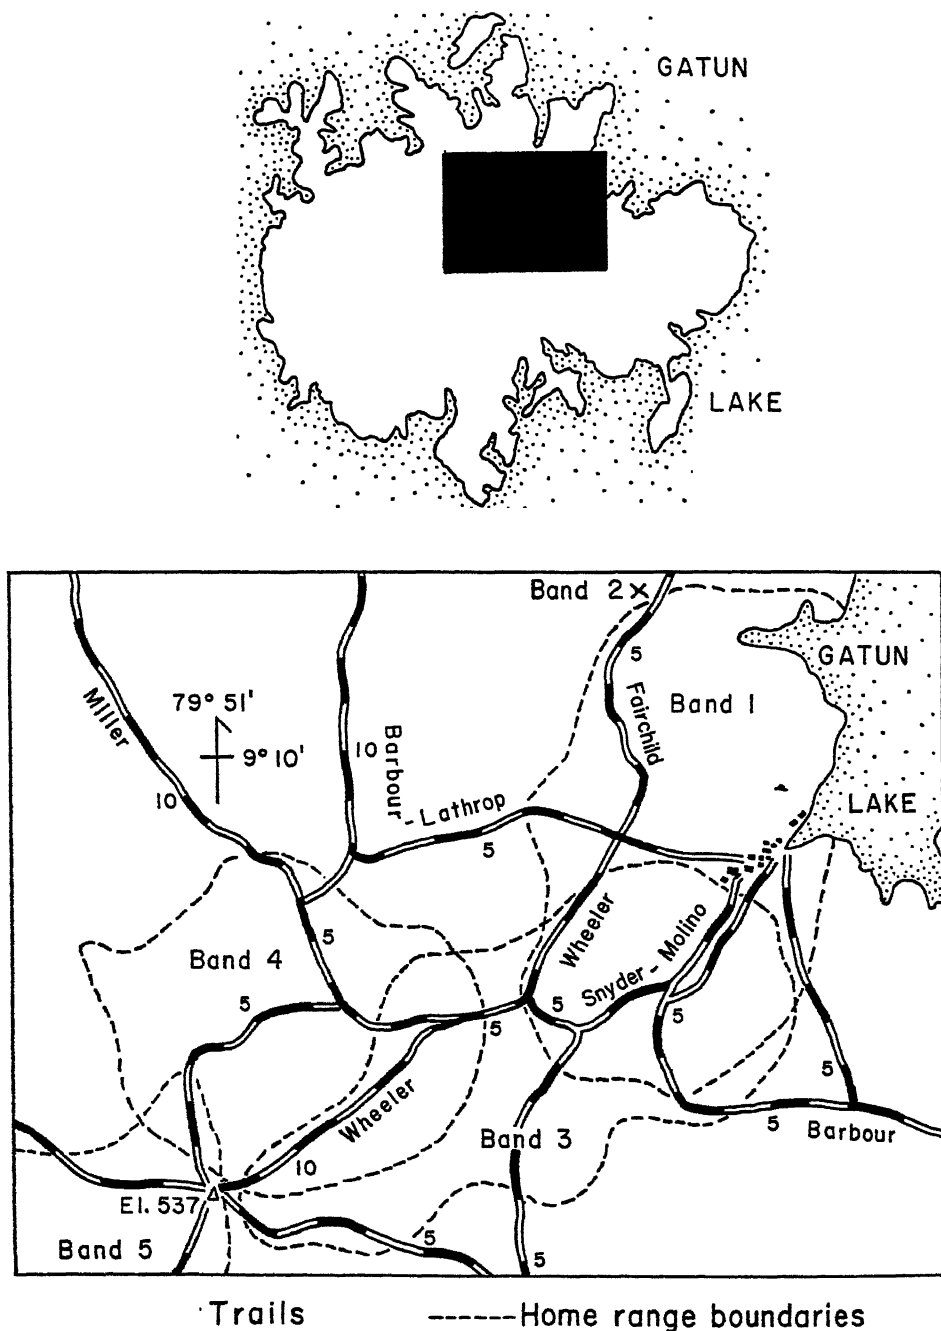 GATUN
LAKE
Band 2
5
GATUN
Fairchild
Band 1
79° 51'
Miller
9° 10'
10
Barbour
10
- Lathrop
LAKE
5
Wheeler
Snyder - Molino
5
Band 4
5
5
5
5
5
Wheeler
Band 3
5
Barbour
10
El. 537
Band 5
5
5
Trails
Home range boundaries